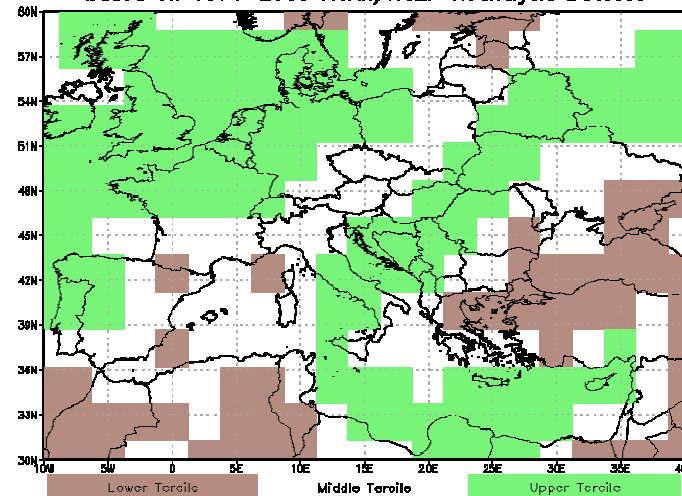 60N
57N
54N
51N
48N
45N
42N
39N
36N
33N
30N
10W 5W 0 5E 10E 15E 20E 25E 30E 35E
Lower Tercile Middle Tercile Upper Tercile